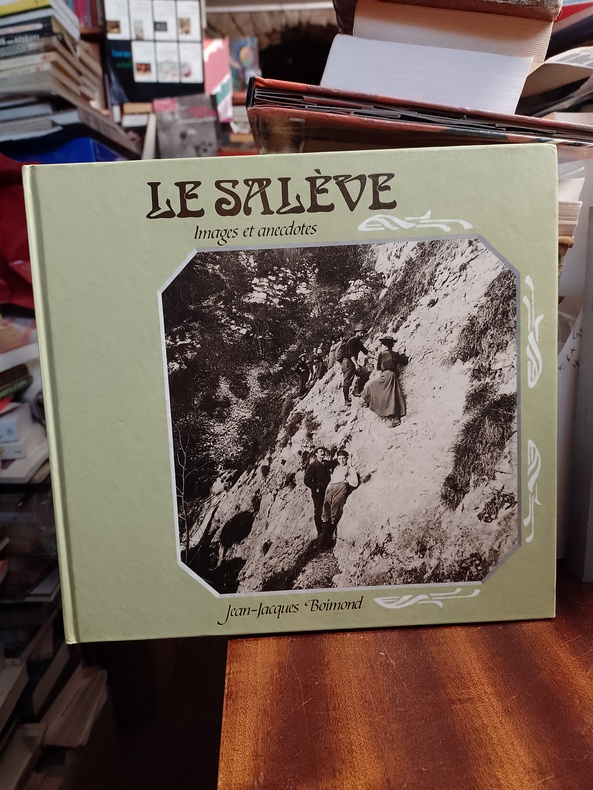 LE SALÈVE
Images et anecdotes
Jean-Jacques Boimond